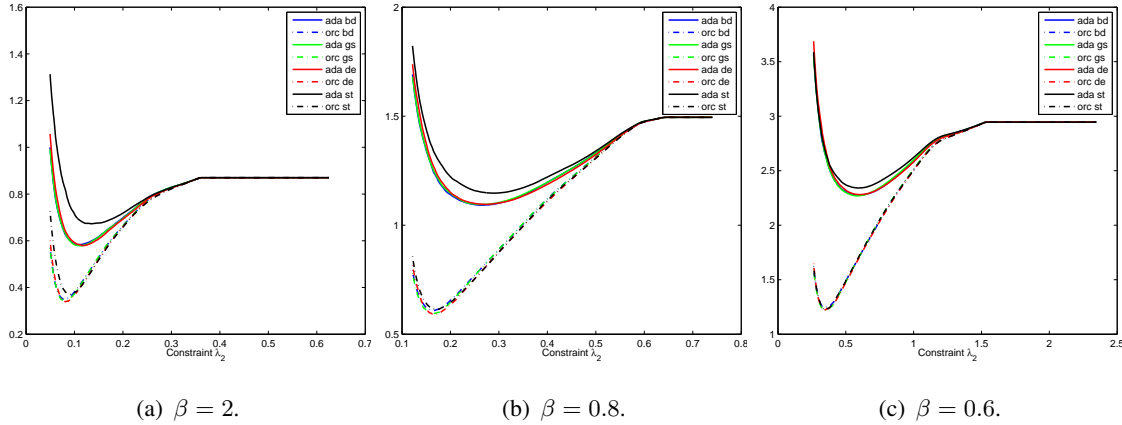 1.6
1.4
1.2
1
0.8
0.6
0.4
0.2
0
0.1
0.2
0.3
0.4
0.5
0.6
0.7
Constraint λ2
ada bd
orc bd
ada gs
orc gs
ada de
orc de
ada st
orc st
(a) β = 2.
2
1.5
1
0.5
0.1
0.2
0.3
0.4
0.5
0.6
0.7
0.8
Constraint λ2
ada bd
orc bd
ada gs
orc gs
ada de
orc de
ada st
orc st
(b) β = 0.8.
4
3.5
3
2.5
2
1.5
1
0
0.5
1
1.5
2
2.5
Constraint λ2
ada bd
orc bd
ada gs
orc gs
ada de
orc de
ada st
orc st
(c) β = 0.6.